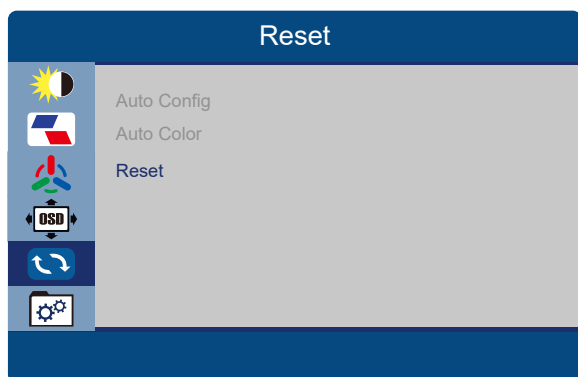 Reset
Auto Config
Auto Color
Reset
OSD